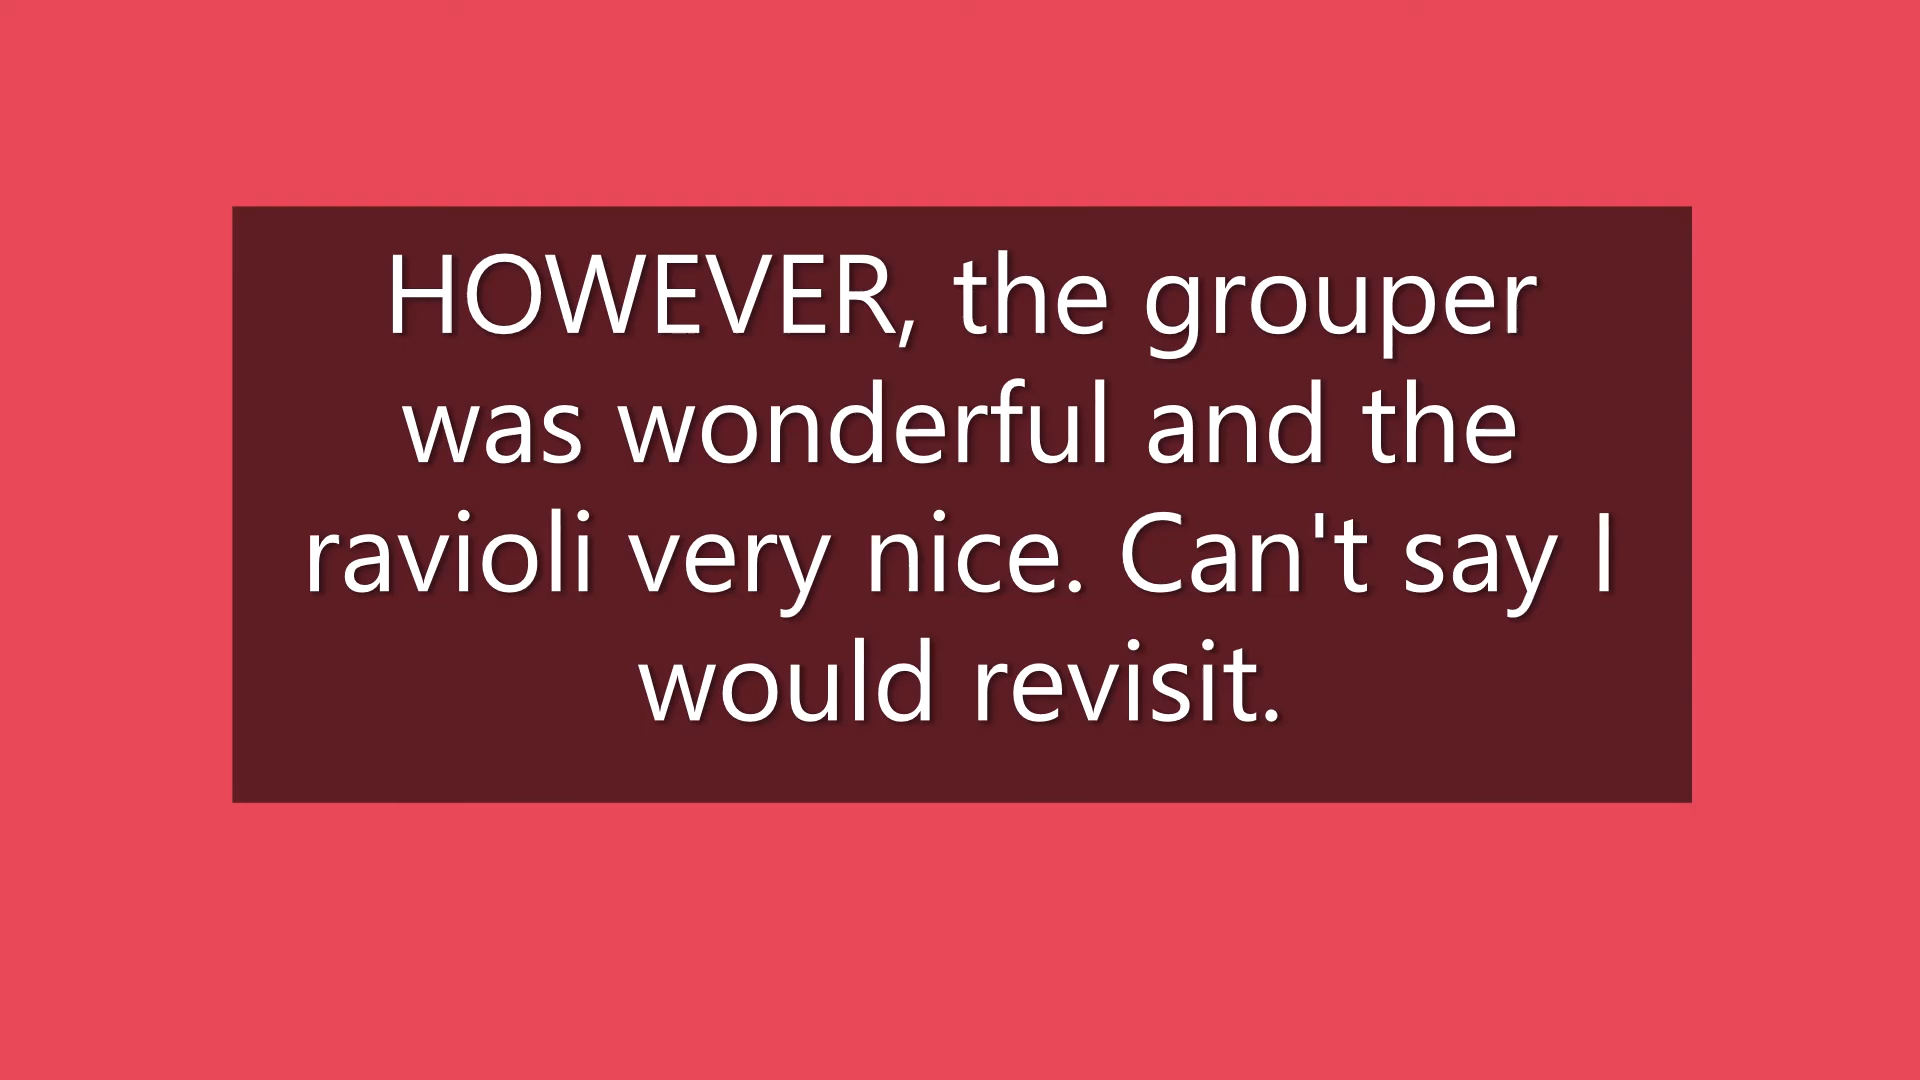 HOWEVER, the grouper
was wonderful and the
ravioli very nice. Can't say I
would revisit.